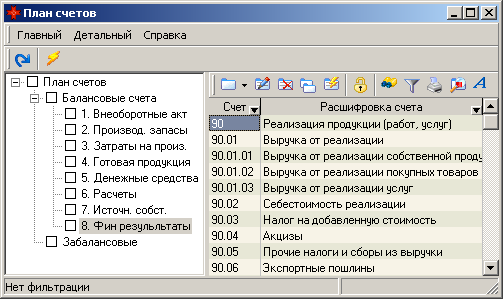 План счетов
Главный Детальный Справка
План счетов
Балансовые счета
1. Внеоборотные акт
2. Производ. запасы
3. Затраты на произ.
4. Готовая продукция
5. Денежные средства
6. Расчеты
7. Источн. собст.
8. Фин резулььтаты
Забалансовые
Счет Расшифровка счета
90 Реализация продукции (работ, услуг)
90.01 Выручка от реализации
90.01.01 Выручка от реализации собственной проду
90.01.02 Выручка от реализации покупных товаров
90.01.03 Выручка от реализации услуг
90.02 Себестоимость реализации
90.03 Налог на добавленную стоимость
90.04 Акцизы
90.05 Прочие налоги и сборы из выручки
90.06 Экспортные пошлины
Нет фильтрации